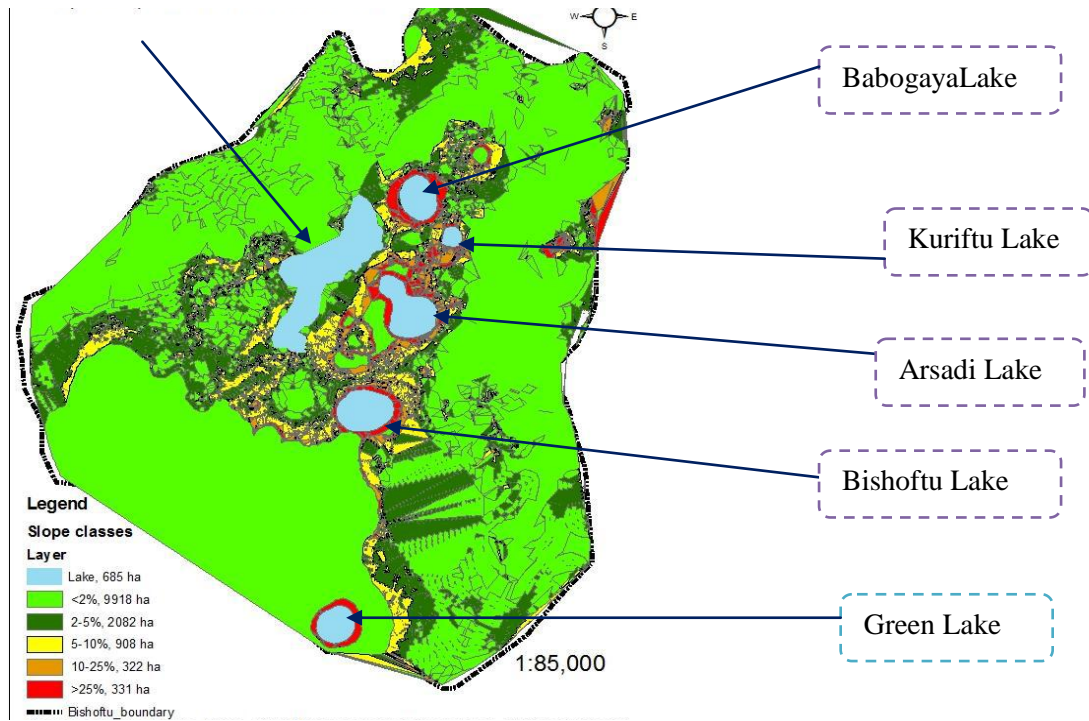 W
E
S
BabogayaLake
Kuriftu Lake
Arsadi Lake
Bishoftu Lake
Green Lake
1:85,000
Legend
Slope classes
Layer
Lake, 685 ha
<2%, 9918 ha
2-5%, 2082 ha
5-10%, 908 ha
10-25%, 322 ha
>25%, 331 ha
Bishoftu_boundary